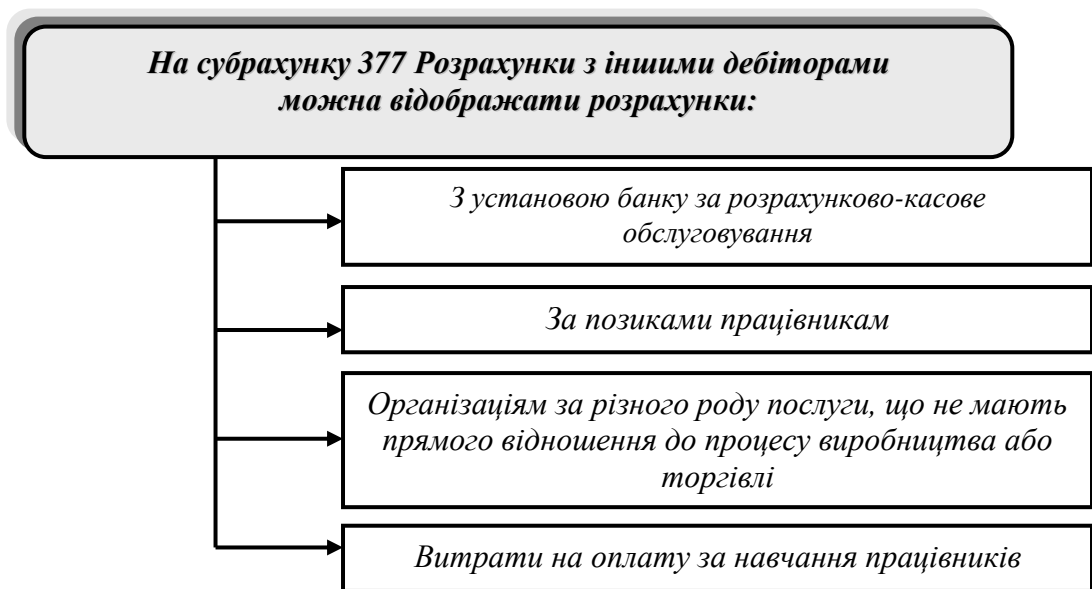 На субрахунку 377 Розрахунки з іншими дебіторами
можна відображати розрахунки:
З установою банку за розрахунково-касове
обслуговування
За позиками працівникам
Організаціям за різного роду послуги, що не мають
прямого відношення до процесу виробництва або
торгівлі
Витрати на оплату за навчання працівників